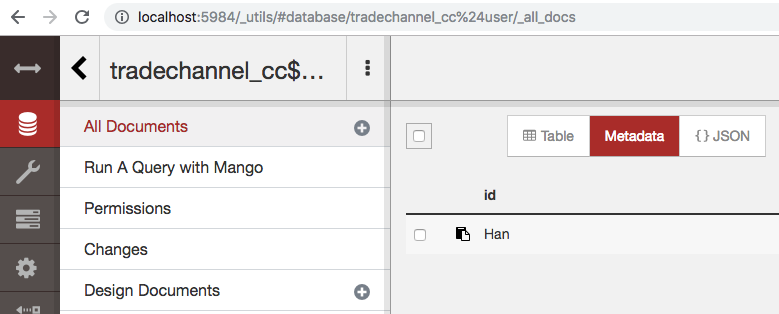 localhost:5984/_utils/#database/tradechannel_cc%24user/_all_docs
tradechannel_cc$...
All Documents
Run A Query with Mango
Permissions
Changes
Design Documents
Table
Metadata
{} JSON
id
Han